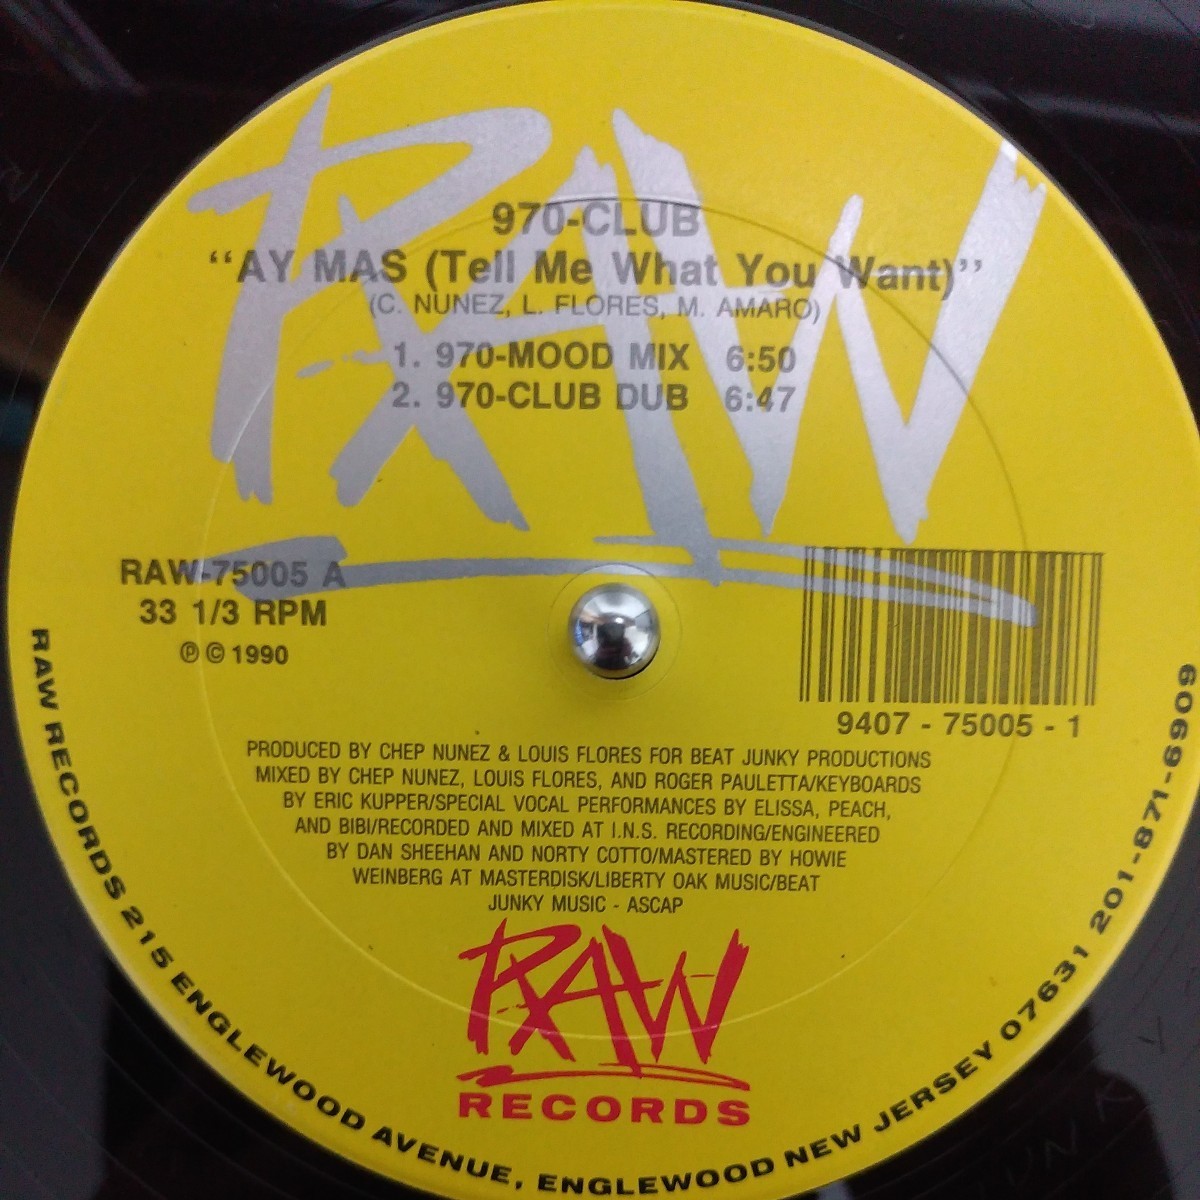 RAW
970-CLUB
“AY MAS (Tell Me What You Want)”
(C. NUNEZ, L. FLORES, M. AMARO)
1. 970-MOOD MIX 6:50
2. 970-CLUB DUB 6:47
RAW-75005 A
33 1/3 RPM
℗ © 1990
9407 - 75005 - 1
PRODUCED BY CHEP NUNEZ & LOUIS FLORES FOR BEAT JUNKY PRODUCTIONS
MIXED BY CHEP NUNEZ, LOUIS FLORES, AND ROGER PAULETTA/KEYBOARDS
BY ERIC KUPPER/SPECIAL VOCAL PERFORMANCES BY ELISSA, PEACH,
AND BIBI/RECORDED AND MIXED AT I.N.S. RECORDING/ENGINEERED
BY DAN SHEEHAN AND NORTY COTTO/MASTERED BY HOWIE
WEINBERG AT MASTERDISK/LIBERTY OAK MUSIC/BEAT
JUNKY MUSIC - ASCAP
RAW
RECORDS
RAW RECORDS 215 ENGLEWOOD AVENUE, ENGLEWOOD NEW JERSEY 07631 201-871-6909